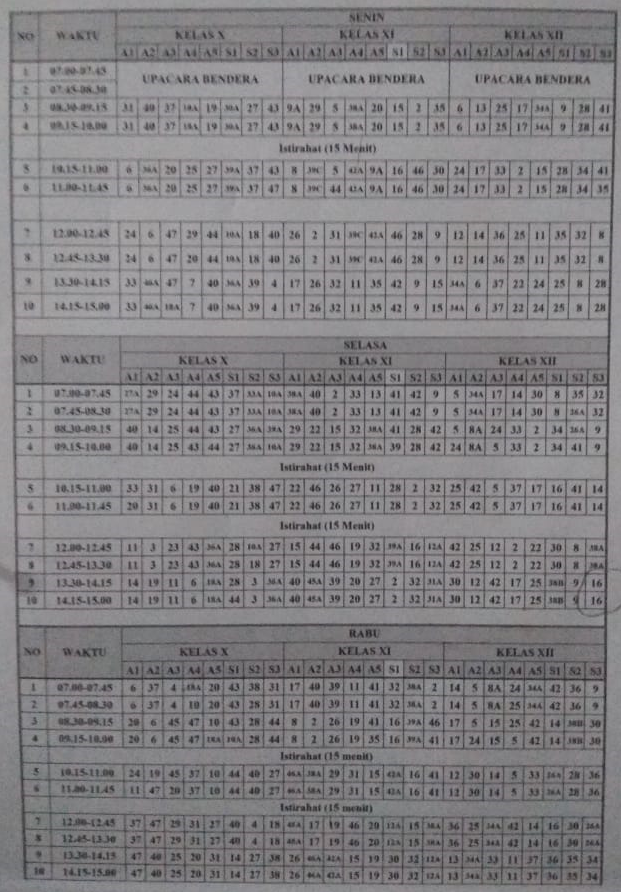 SENIN
NO WAKTU KELAS X KELAS XI KELAS XII
A1 A2 A3 A4 A5 S1 S2 S3 A1 A2 A3 A4 A5 S1 S2 S3 A1 A2 A3 A4 A5 S1 S2 S3
1 07.00-07.45 UPACARA BENDERA UPACARA BENDERA UPACARA BENDERA
2 07.45-08.30
3 08.30-09.15 31 40 37 18A 19 30A 27 43 9A 29 5 38A 20 15 2 35 6 13 25 17 34A 9 28 41
4 09.15-10.00 31 40 37 18A 19 30A 27 43 9A 29 5 38A 20 15 2 35 6 13 25 17 34A 9 28 41
Istirahat (15 Menit)
5 10.15-11.00 6 36A 20 25 27 39A 37 43 8 39C 5 42A 9A 16 46 30 24 17 33 2 15 28 34 41
6 11.00-11.45 6 36A 20 25 27 39A 37 47 8 39C 44 42A 9A 16 46 30 24 17 33 2 15 28 34 35
7 12.00-12.45 24 6 47 29 44 10A 18 40 26 2 31 39C 42A 46 28 9 12 14 36 25 11 35 32 8
8 12.45-13.30 24 6 47 20 44 10A 18 40 26 2 31 39C 42A 46 28 9 12 14 36 25 11 35 32 8
9 13.30-14.15 33 46A 47 7 40 36A 39 4 17 26 32 11 35 42 9 15 34A 6 37 22 24 25 8 28
10 14.15-15.00 33 46A 18A 7 40 36A 39 4 17 26 32 11 35 42 9 15 34A 6 37 22 24 25 8 28
SELASA
NO WAKTU KELAS X KELAS XI KELAS XII
A1 A2 A3 A4 A5 S1 S2 S3 A1 A2 A3 A4 A5 S1 S2 S3 A1 A2 A3 A4 A5 S1 S2 S3
1 07.00-07.45 27A 29 24 44 43 37 33A 10A 38A 40 2 33 13 41 42 9 5 34A 17 14 30 8 35 32
2 07.45-08.30 27A 29 24 44 43 37 33A 10A 38A 40 2 33 13 41 42 9 5 34A 17 14 30 8 26A 32
3 08.30-09.15 40 14 25 44 43 27 36A 39A 29 22 15 32 38A 41 28 42 5 8A 24 33 2 34 26A 9
4 09.15-10.00 40 14 25 43 44 27 36A 10A 29 22 15 32 38A 39 28 42 24 8A 5 33 2 34 41 9
Istirahat (15 Menit)
5 10.15-11.00 33 31 6 19 40 21 38 47 22 46 26 27 11 28 2 32 25 42 5 37 17 16 41 14
6 11.00-11.45 20 31 6 19 40 21 38 47 22 46 26 27 11 28 2 32 25 42 5 37 17 16 41 14
Istirahat (15 Menit)
7 12.00-12.45 11 3 23 43 36A 28 10A 27 15 44 46 19 32 39A 16 12A 42 25 12 2 22 30 8 38A
8 12.45-13.30 11 3 23 43 36A 28 18 27 15 44 46 19 32 39A 16 12A 42 25 12 2 22 30 8 38A
9 13.30-14.15 14 19 11 6 18A 28 3 36A 40 45A 39 20 27 2 32 31A 30 12 42 17 25 38B 9 16
10 14.15-15.00 14 19 11 6 18A 44 3 36A 40 45A 39 20 27 2 32 31A 30 12 42 17 25 38B 9 16
RABU
NO WAKTU KELAS X KELAS XI KELAS XII
A1 A2 A3 A4 A5 S1 S2 S3 A1 A2 A3 A4 A5 S1 S2 S3 A1 A2 A3 A4 A5 S1 S2 S3
1 07.00-07.45 6 37 4 18A 20 43 38 31 17 40 39 11 41 32 38A 2 14 5 8A 24 34A 42 36 9
2 07.45-08.30 6 37 4 10 20 43 28 31 17 40 39 11 41 32 38A 2 14 5 8A 25 34A 42 36 9
3 08.30-09.15 20 6 45 47 10 43 28 44 8 2 26 19 41 16 39A 46 17 5 15 25 42 14 38B 30
4 09.15-10.00 20 6 45 47 18A 10A 28 44 8 2 26 19 35 16 39A 41 17 24 15 5 42 14 38B 30
Istirahat (15 menit)
5 10.15-11.00 24 19 45 37 10 44 40 27 46A 38A 29 31 15 42A 16 41 12 30 14 5 33 26A 28 36
6 11.00-11.45 11 47 20 37 10 44 40 27 46A 38A 29 31 15 42A 16 41 12 30 14 5 33 26A 28 36
Istirahat (15 menit)
7 12.00-12.45 37 47 29 31 27 40 4 18 45A 17 19 46 20 12A 15 38A 36 25 34A 42 14 16 30 26A
8 12.45-13.30 37 47 29 31 27 40 4 18 17 19 46 20 12A 15 38A 36 25 34A 42 14 16 30 26A
9 13.30-14.15 47 40 25 20 31 14 27 38 26 46A 42A 15 19 30 32 12A 13 34A 33 11 37 36 35 34
10 14.15-15.00 47 40 25 20 31 14 27 38 26 46A 42A 15 19 30 32 12A 13 34A 33 11 37 36 35 34